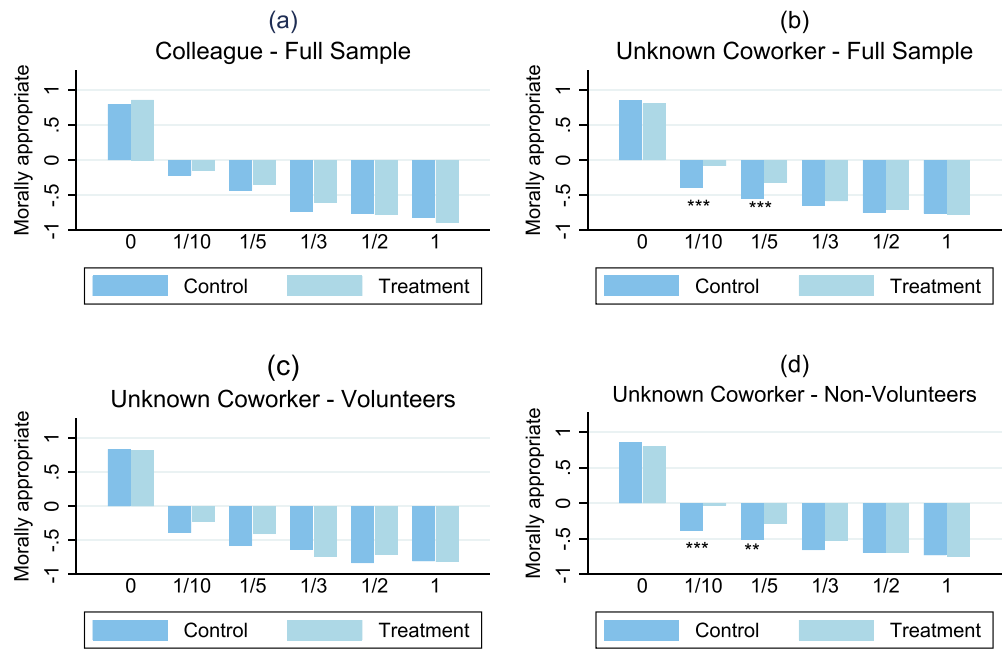 (a)
Colleague - Full Sample
Morally appropriate
1
.5
0
-.5
-1
0 1/10 1/5 1/3 1/2 1
Control Treatment
(b)
Unknown Coworker - Full Sample
Morally appropriate
1
.5
0
-.5
-1
*** ***
0 1/10 1/5 1/3 1/2 1
Control Treatment
(c)
Unknown Coworker - Volunteers
Morally appropriate
1
.5
0
-.5
-1
0 1/10 1/5 1/3 1/2 1
Control Treatment
(d)
Unknown Coworker - Non-Volunteers
Morally appropriate
1
.5
0
-.5
-1
*** **
0 1/10 1/5 1/3 1/2 1
Control Treatment